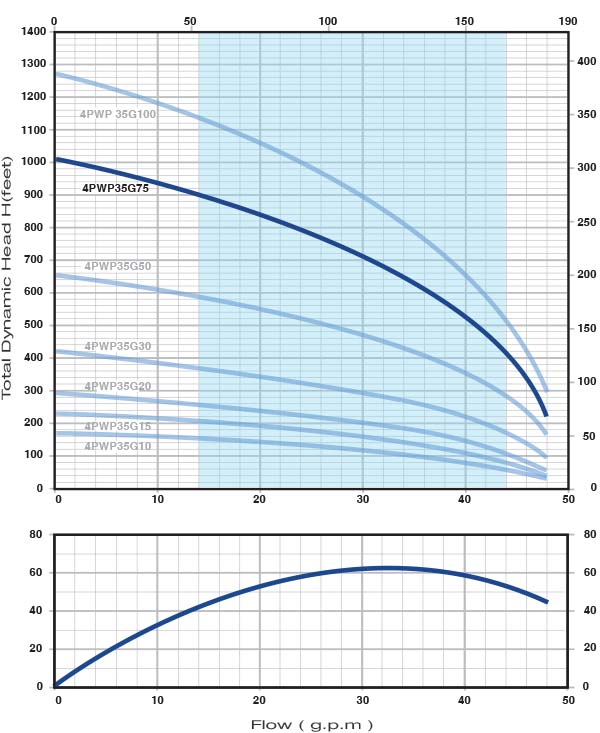 0 50 100 150 190
1400
1300
1200
1100
1000
900
800
700
600
500
400
300
200
100
0
400
350
300
250
200
150
100
50
0
Total Dynamic Head H(feet)
4PWP 35G100
4PWP35G75
4PWP35G50
4PWP35G30
4PWP35G20
4PWP35G15
4PWP35G10
0 10 20 30 40 50
80
60
40
20
0
80
60
40
20
0
0 10 20 30 40 50
Flow ( g.p.m )